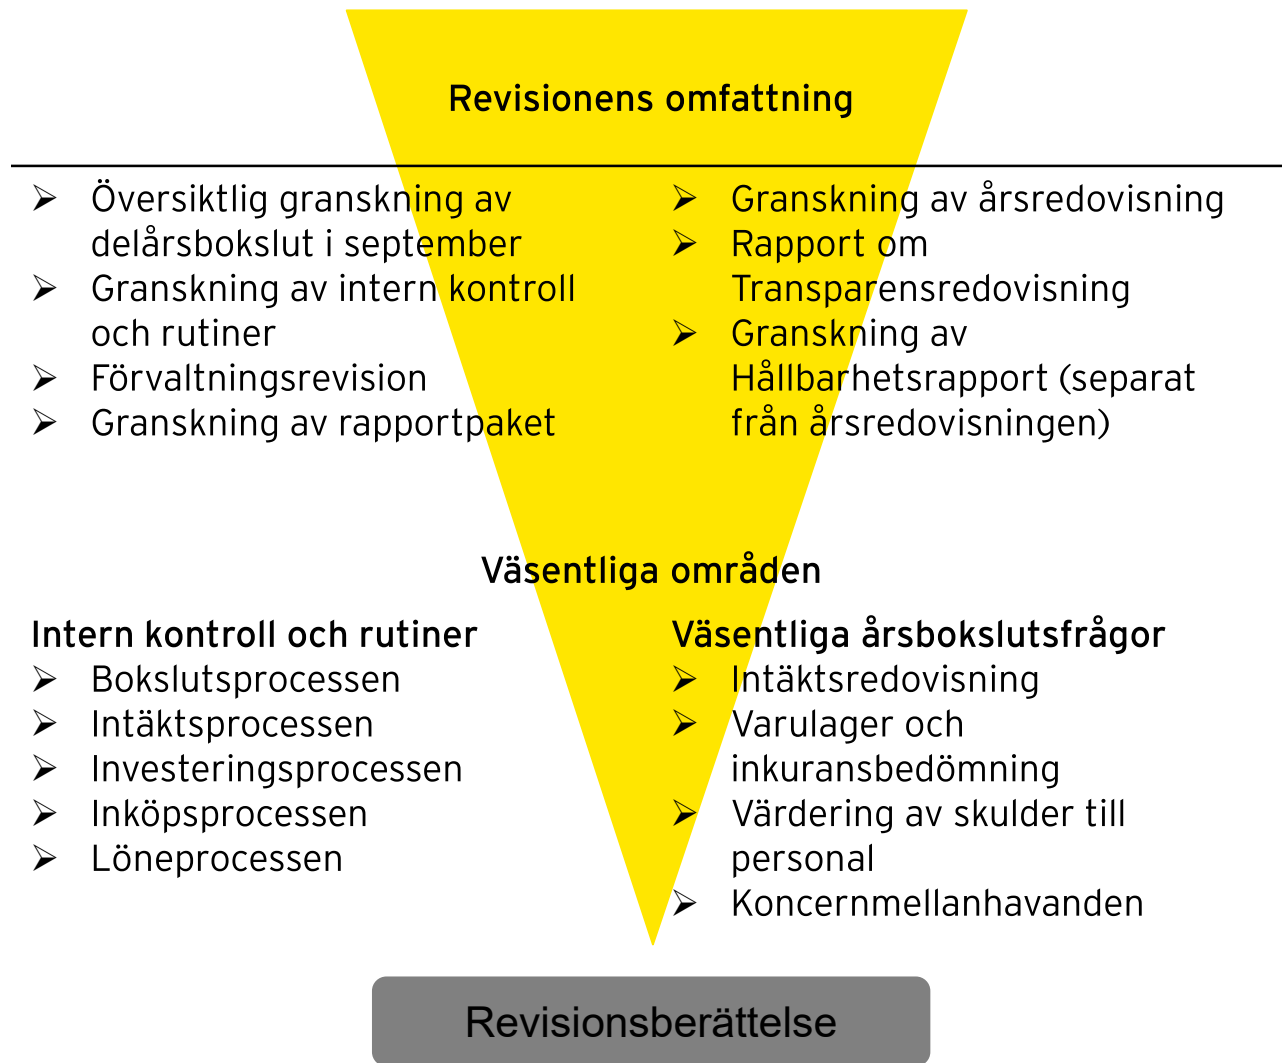 Revisionens omfattning
➢ Översiktlig granskning av
delårsbokslut i september
➢ Granskning av intern kontroll
och rutiner
➢ Förvaltningsrevision
➢ Granskning av rapportpaket
➢ Granskning av årsredovisning
➢ Rapport om
Transparensredovisning
➢ Granskning av
Hållbarhetsrapport (separat
från årsredovisningen)
Väsentliga områden
Intern kontroll och rutiner
➢ Bokslutsprocessen
➢ Intäktsprocessen
➢ Investeringsprocessen
➢ Inköpsprocessen
➢ Löneprocessen
Väsentliga årsbokslutsfrågor
➢ Intäktsredovisning
➢ Varulager och
inkuransbedömning
➢ Värdering av skulder till
personal
➢ Koncernmellanhavanden
Revisionsberättelse